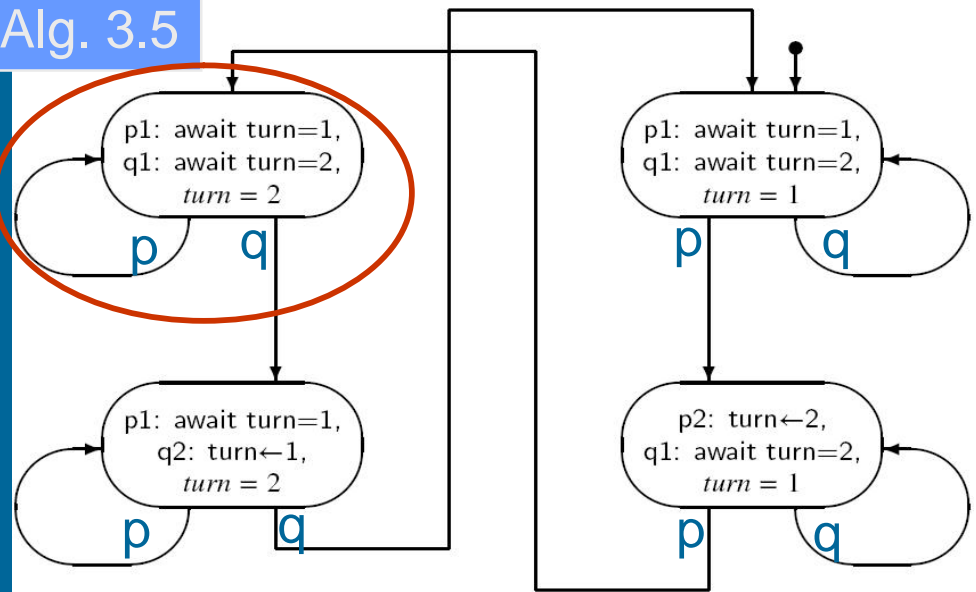 Alg. 3.5
p1: await turn=1,
q1: await turn=2,
turn = 2
p
q
p1: await turn=1,
q1: await turn=2,
turn = 1
p
q
p1: await turn=1,
q2: turn←1,
turn = 2
p
q
p2: turn←2,
q1: await turn=2,
turn = 1
p
q